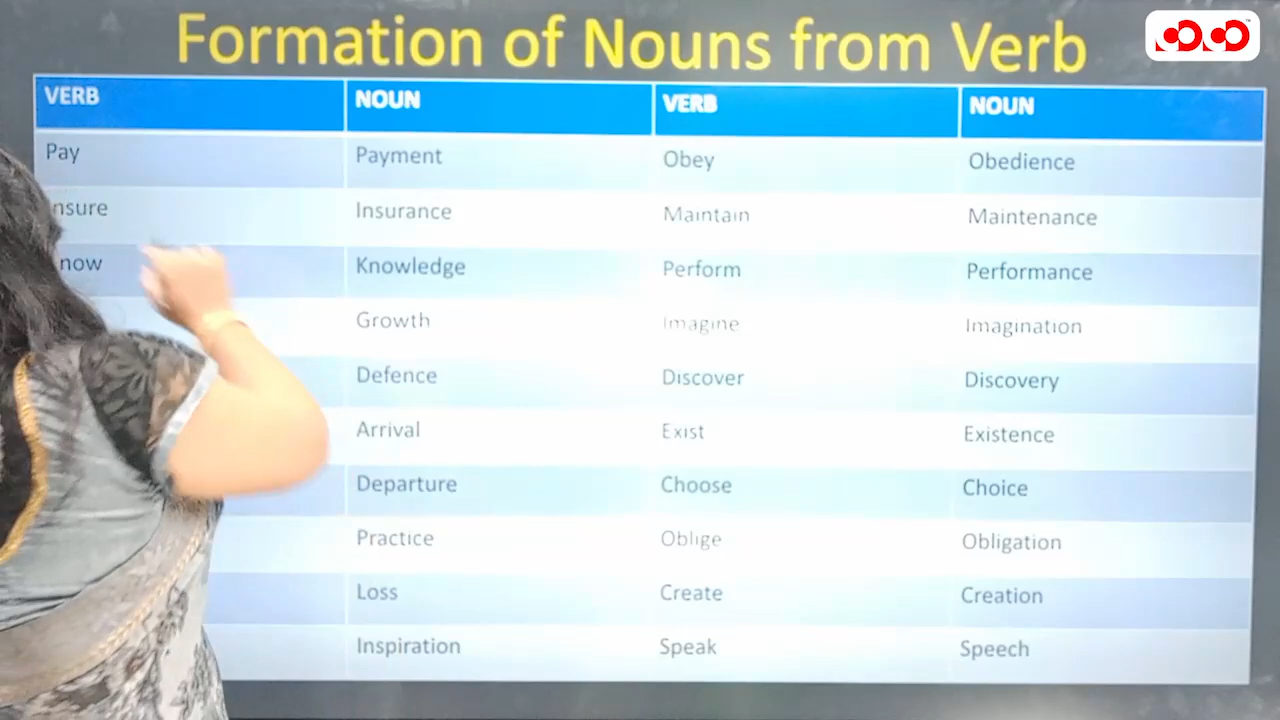 Formation of Nouns from Verb
VERB NOUN VERB NOUN
Pay Payment Obey Obedience
nsure Insurance Maintain Maintenance
now Knowledge Perform Performance
Growth Imagine Imagination
Defence Discover Discovery
Arrival Exist Existence
Departure Choose Choice
Practice Oblige Obligation
Loss Create Creation
Inspiration Speak Speech